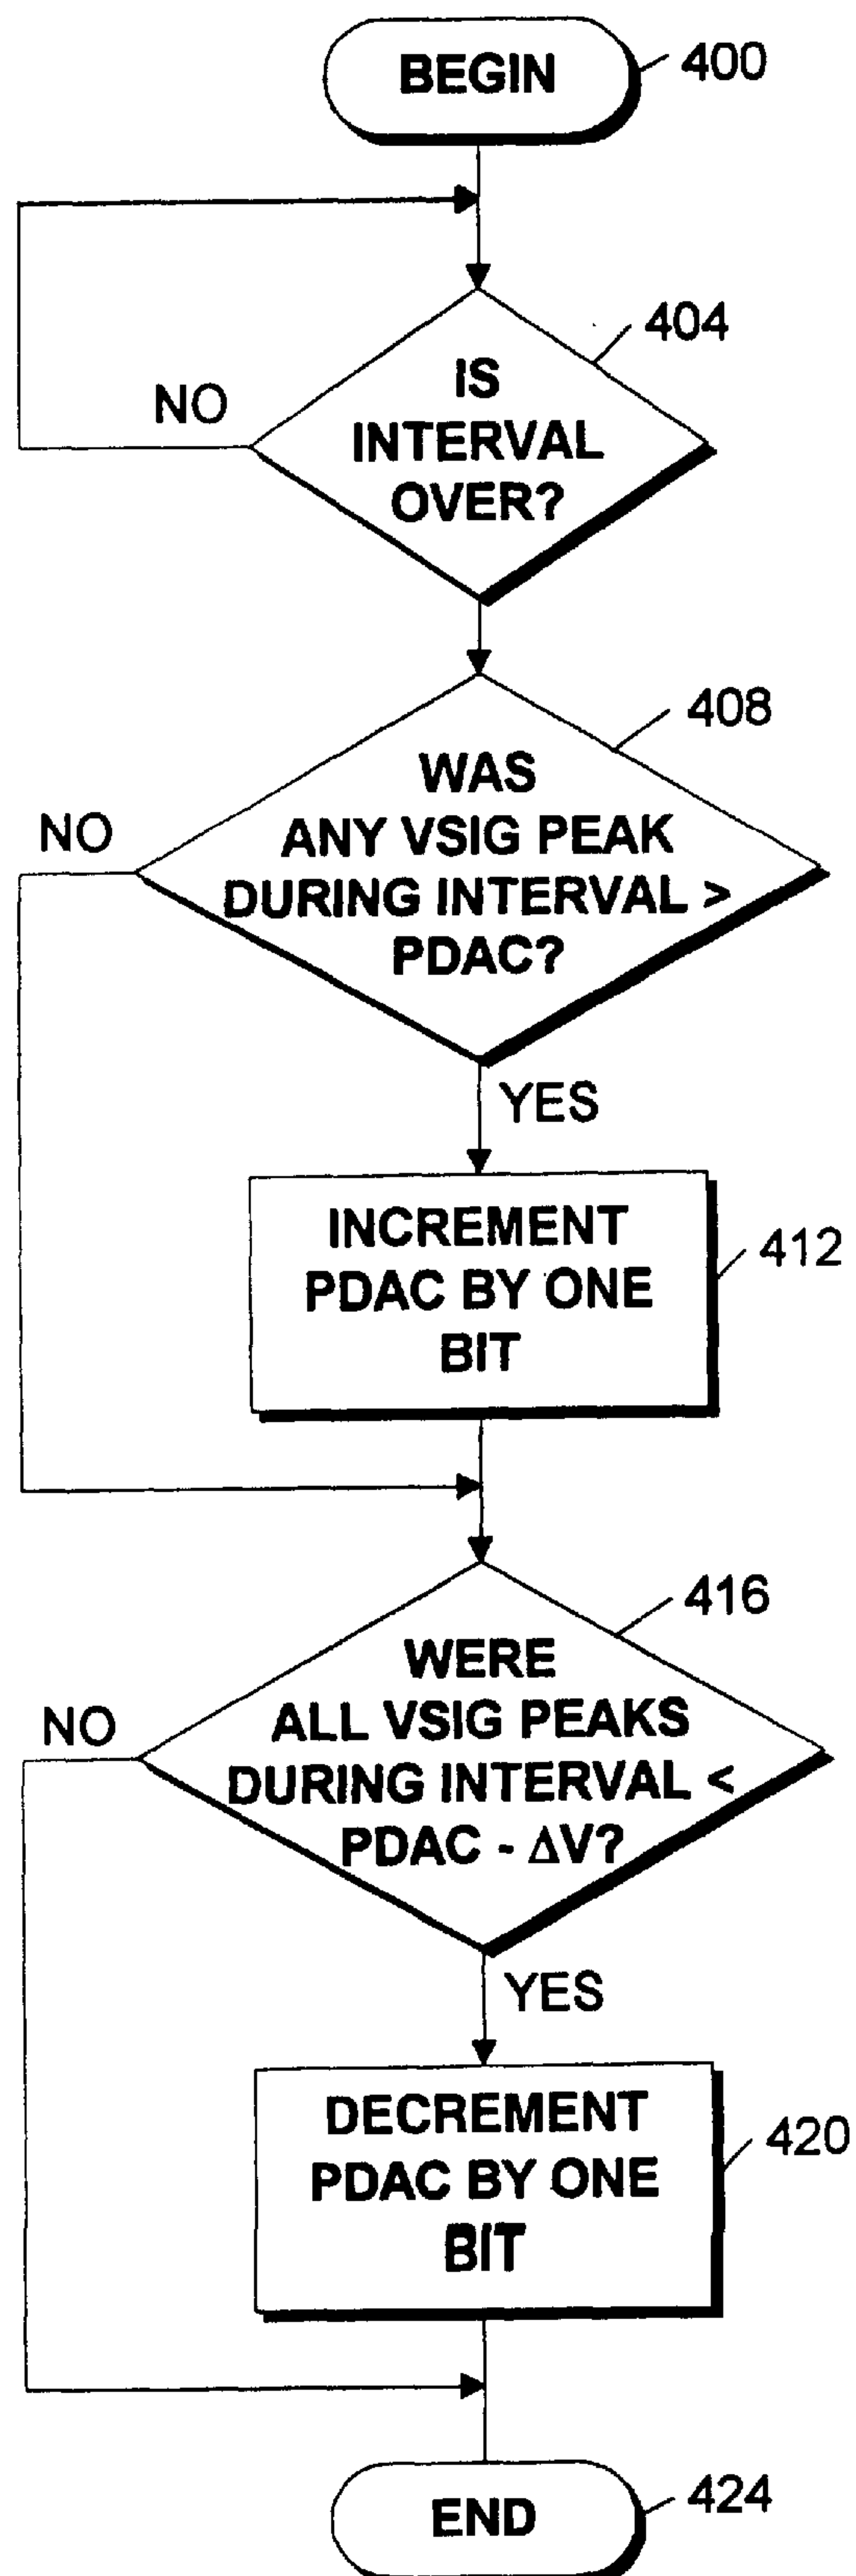 BEGIN
400
404
IS
INTERVAL
OVER?
NO
408
WAS
ANY VSIG PEAK
DURING INTERVAL >
PDAC?
NO
YES
INCREMENT
PDAC BY ONE
BIT
412
416
WERE
ALL VSIG PEAKS
DURING INTERVAL <
PDAC - ΔV?
NO
YES
DECREMENT
PDAC BY ONE
BIT
420
END
424